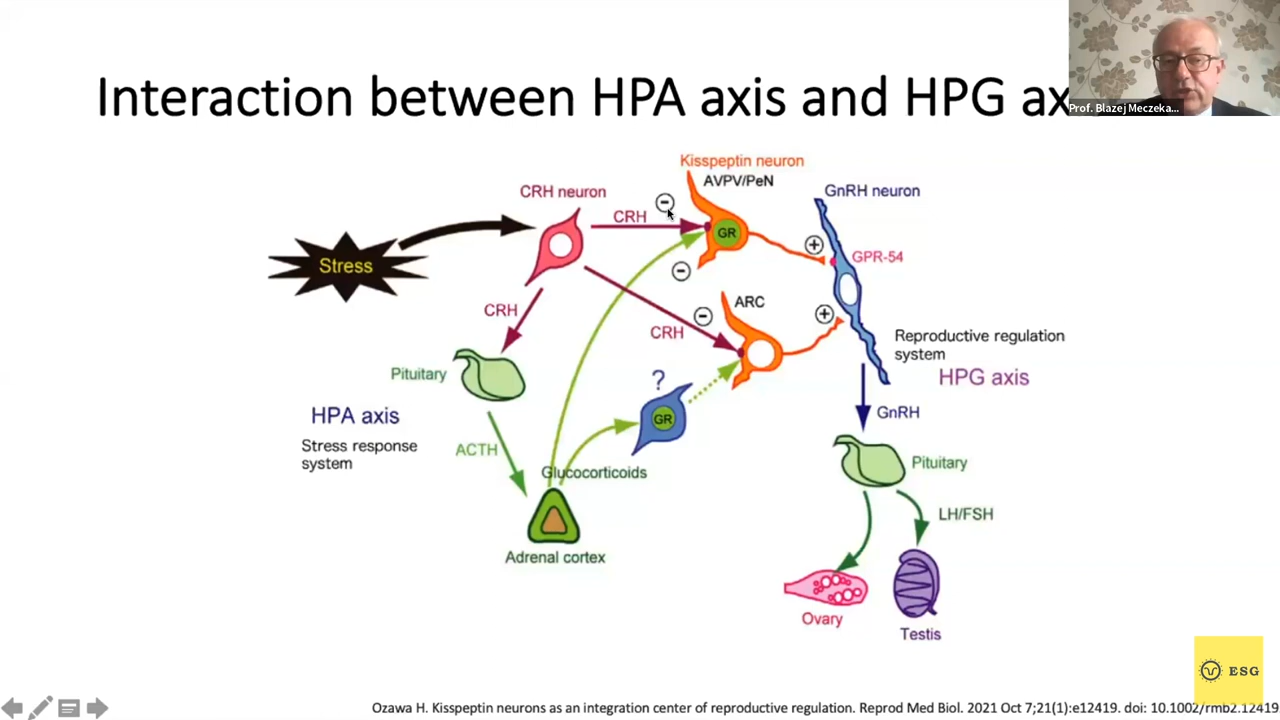 Interaction between HPA axis and HPG ax
Prof. Blazej Meczeka...
Kisspeptin neuron
AVPV/PeN
CRH neuron
GnRH neuron
CRH
GR
Stress
GPR-54
ARC
CRH
CRH
Reproductive regulation
system
HPG axis
Pituitary
?
HPA axis
GR
GnRH
Stress response
system
ACTH
Glucocorticoids
Pituitary
LH/FSH
Adrenal cortex
Ovary
Testis
ESG
Ozawa H. Kisspeptin neurons as an integration center of reproductive regulation. Reprod Med Biol. 2021 Oct 7;21(1):e12419. doi: 10.1002/rmb2.12419